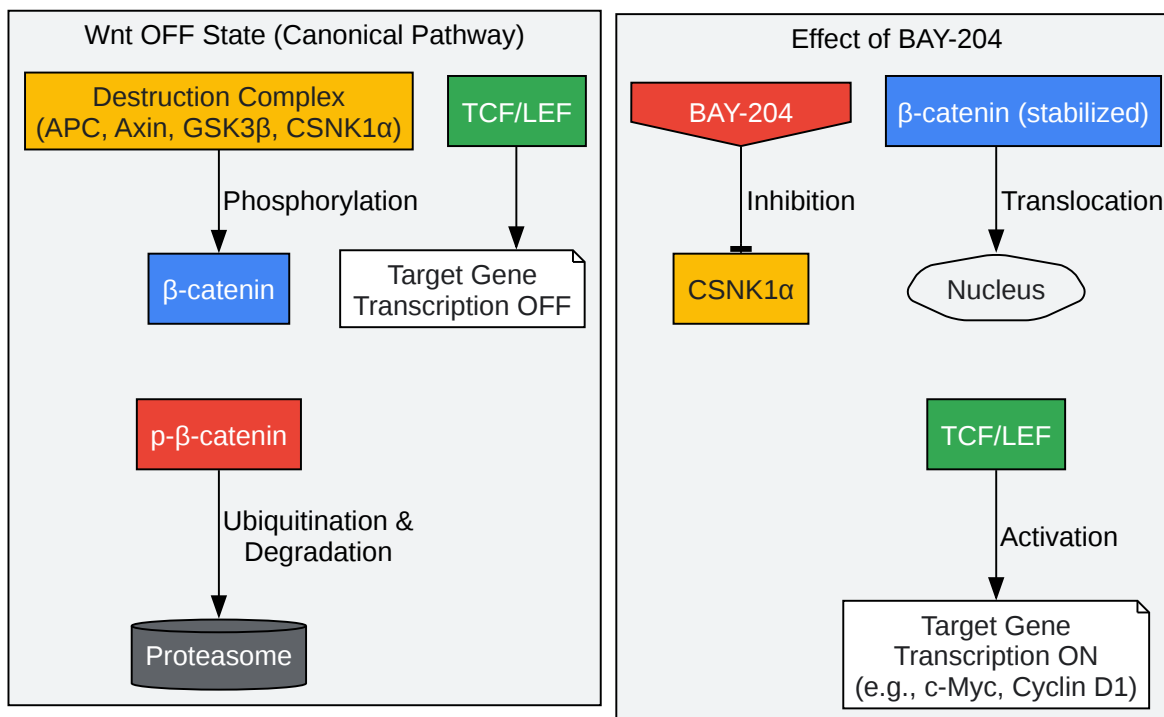 Wnt OFF State (Canonical Pathway)
Destruction Complex
(APC, Axin, GSK3β, CSNK1α)
TCF/LEF
Phosphorylation
β-catenin
Target Gene
Transcription OFF
p-β-catenin
Ubiquitination &
Degradation
Proteasome
Effect of BAY-204
BAY-204
β-catenin (stabilized)
Inhibition
Translocation
CSNK1α
Nucleus
TCF/LEF
Activation
Target Gene
Transcription ON
(e.g., c-Myc, Cyclin D1)